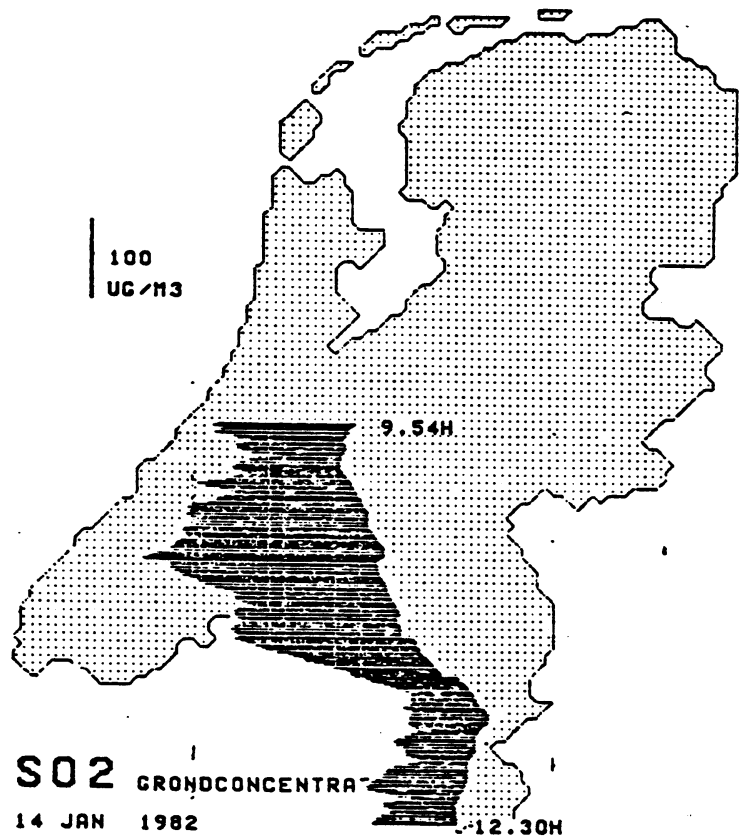 100
UG/M3
9.54H
SO2 GRONDCONCENTRA
14 JAN 1982
12.30H